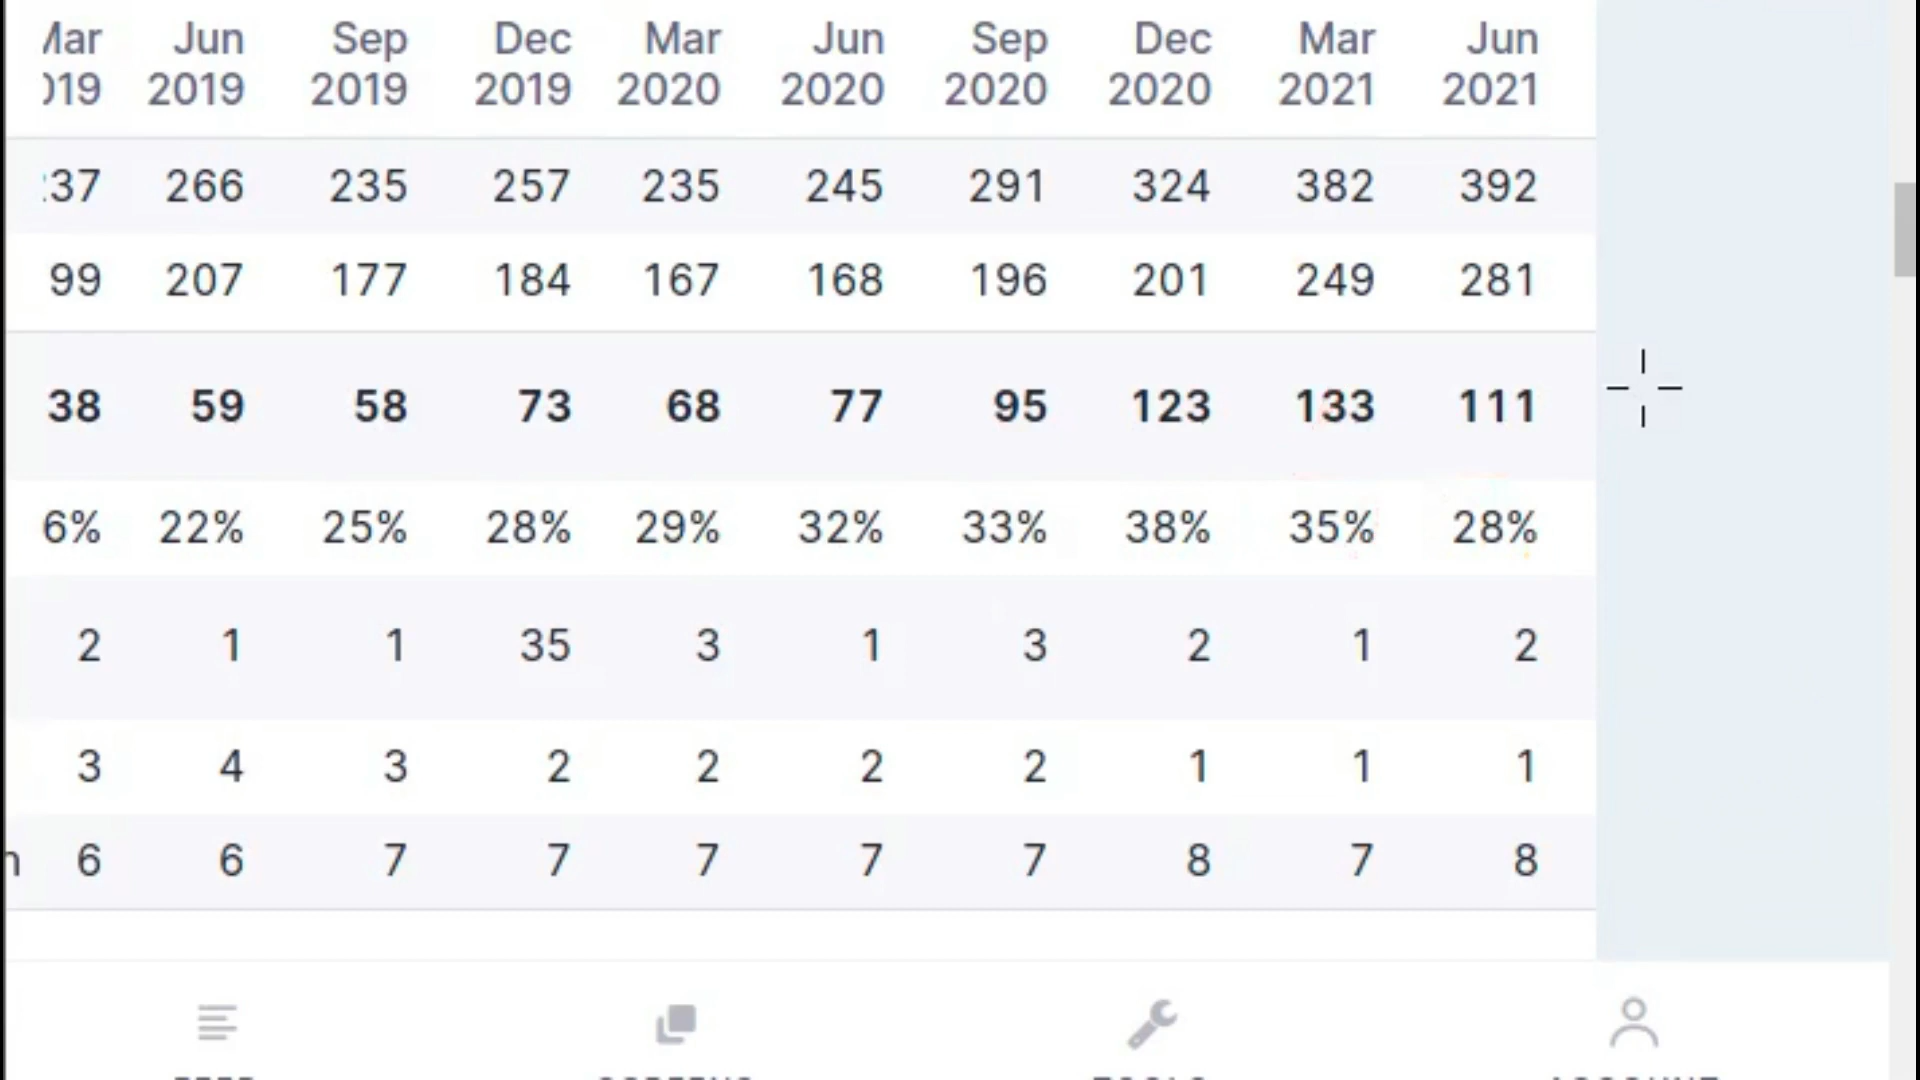 Mar Jun Sep Dec Mar Jun Sep Dec Mar Jun
019 2019 2019 2019 2020 2020 2020 2020 2021 2021
37 266 235 257 235 245 291 324 382 392
99 207 177 184 167 168 196 201 249 281
38 59 58 73 68 77 95 123 133 111
6% 22% 25% 28% 29% 32% 33% 38% 35% 28%
2 1 1 35 3 1 3 2 1 2
3 4 3 2 2 2 2 1 1 1
n 6 6 7 7 7 7 7 8 7 8